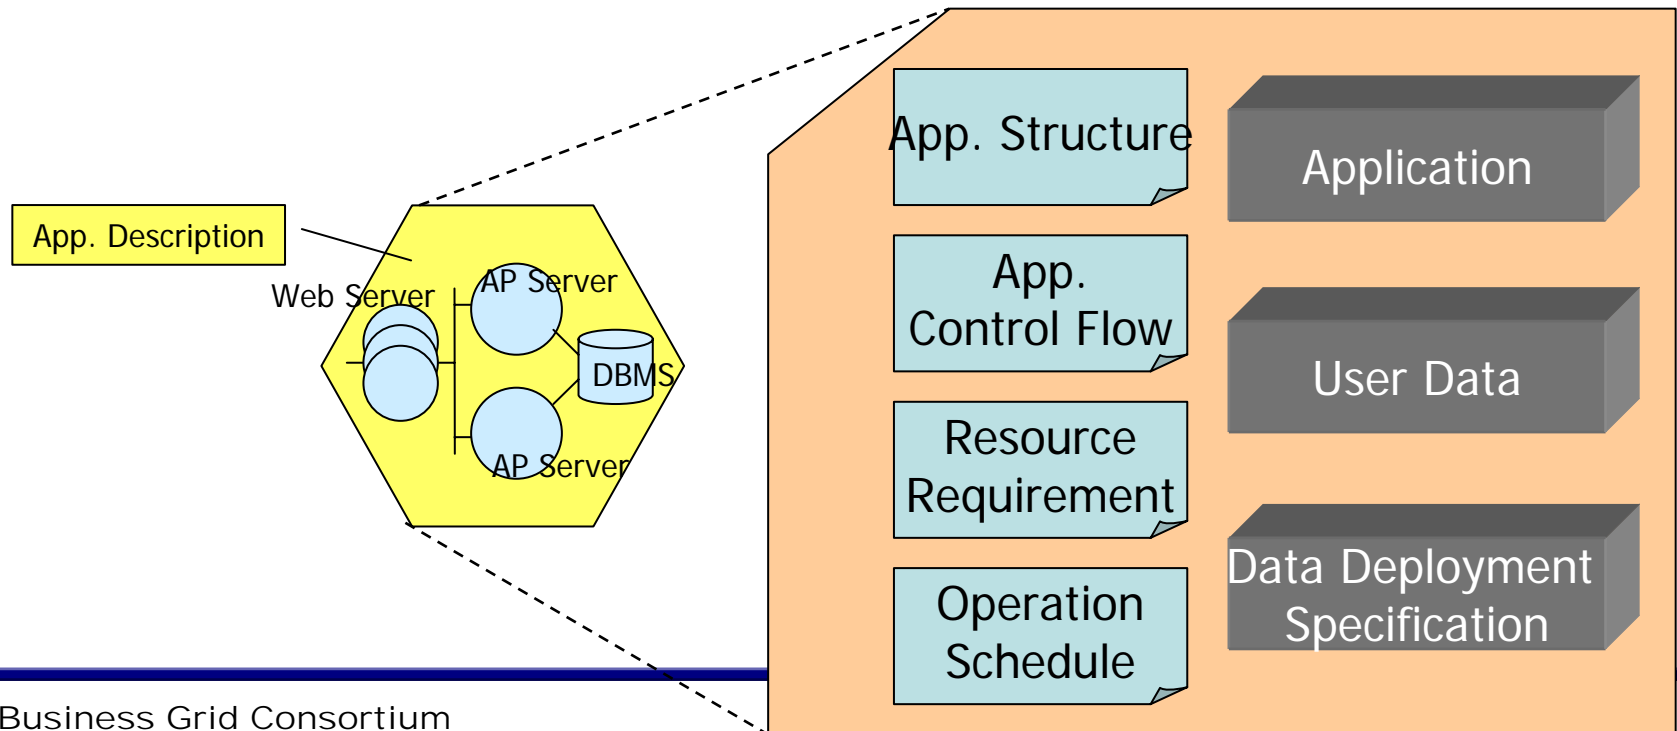 App. Description
Web Server
AP Server
DBMS
AP Server
App. Structure
App.
Control Flow
Resource
Requirement
Operation
Schedule
Application
User Data
Data Deployment
Specification
Business Grid Consortium